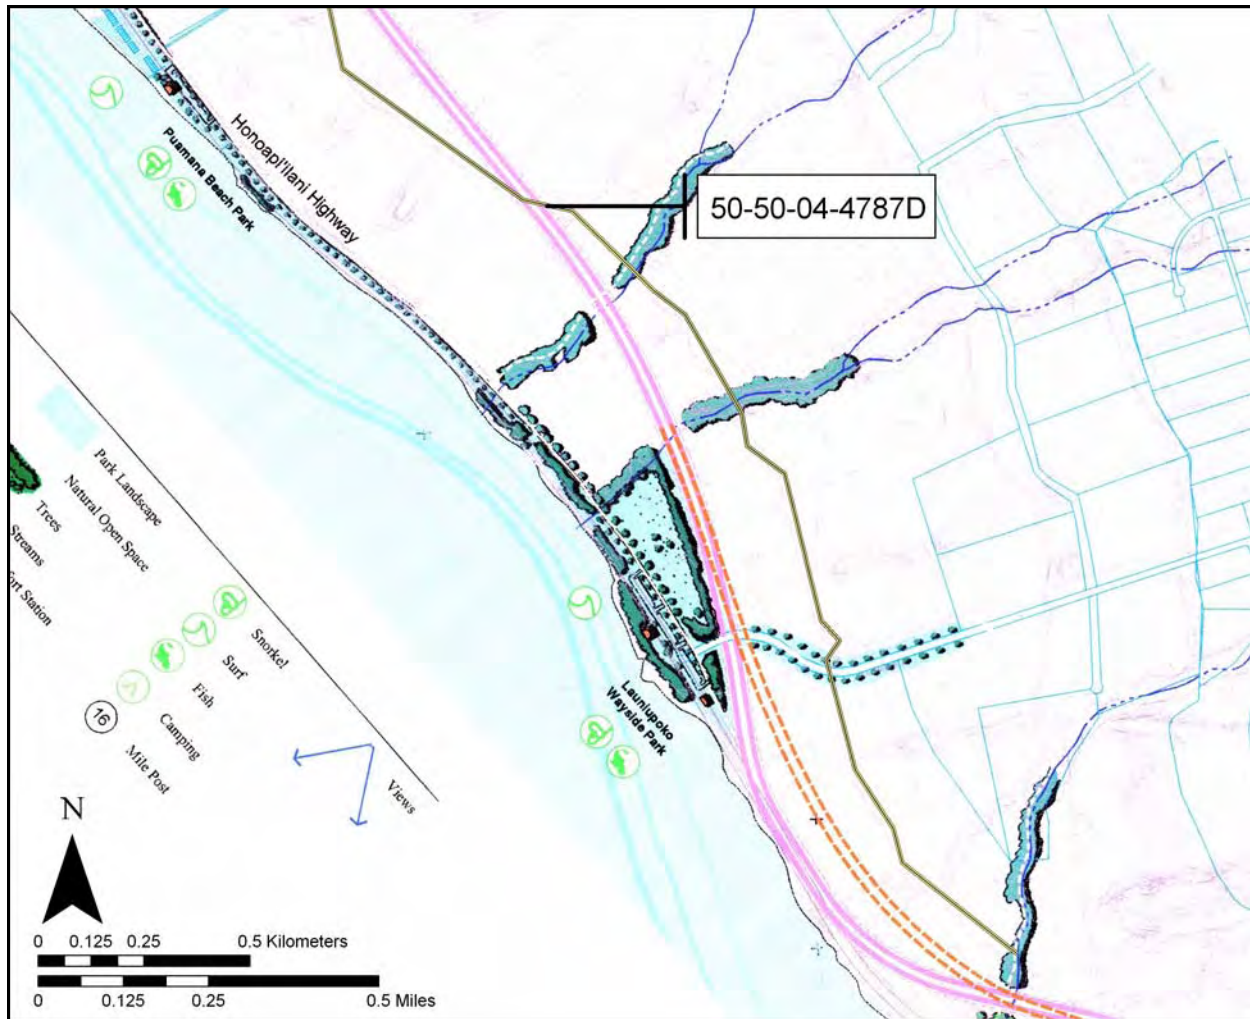 HonoapI'ilani Highway
Puamana Beach Park
50-50-04-4787D
Park Landscape
Natural Open Space
Trees
Streams
Station
Snorkel
Surf
Fish
Camping
Mile Post
16
Views
Launiupoko
Wayside Park
N
0 0.125 0.25 0.5 Kilometers
0 0.125 0.25 0.5 Miles